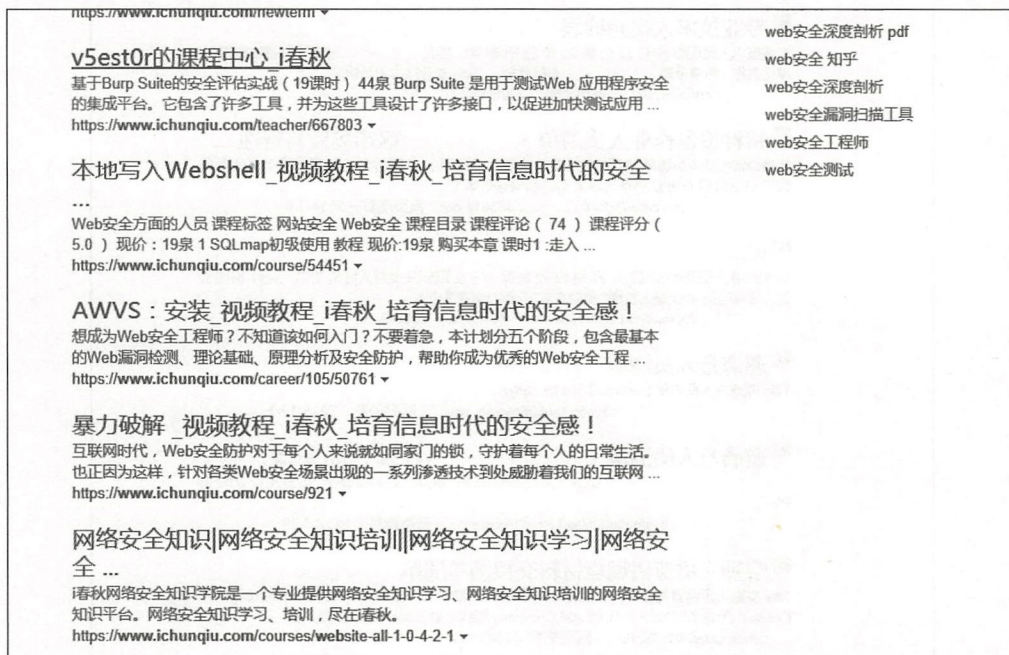 https://www.ichunqiu.com/newterm
v5est0r的课程中心_i春秋
基于Burp Suite的安全评估实战（19课时） 44泉 Burp Suite 是用于测试Web 应用程序安全
的集成平台。它包含了许多工具，并为这些工具设计了许多接口，以促进加快测试应用 ...
https://www.ichunqiu.com/teacher/667803
本地写入Webshell_视频教程_i春秋_培育信息时代的安全
...
Web安全方面的人员 课程标签 网站安全 Web安全 课程目录 课程评论（ 74 ） 课程评分（
5.0 ） 现价：19泉 1 SQLmap初级使用 教程 现价:19泉 购买本章 课时1 :走入 ...
https://www.ichunqiu.com/course/54451
AWVS：安装_视频教程_i春秋_培育信息时代的安全感！
想成为Web安全工程师？不知道该如何入门？不要着急，本计划分五个阶段，包含最基本
的Web漏洞检测、理论基础、原理分析及安全防护，帮助你成为优秀的Web安全工程 ...
https://www.ichunqiu.com/career/105/50761
暴力破解 _视频教程_i春秋_培育信息时代的安全感！
互联网时代，Web安全防护对于每个人来说就如同家门的锁，守护着每个人的日常生活。
也正因为这样，针对各类Web安全场景出现的一系列渗透技术到处威胁着我们的互联网 ...
https://www.ichunqiu.com/course/921
网络安全知识|网络安全知识培训||网络安全知识学习|网络安
全 ...
i春秋网络安全知识学院是一个专业提供网络安全知识学习、网络安全知识培训的网络安全
知识平台。网络安全知识学习、培训，尽在i春秋。
https://www.ichunqiu.com/courses/website-all-1-0-4-2-1
web安全深度剖析 pdf
web安全 知乎
web安全深度剖析
web安全漏洞扫描工具
web安全工程师
web安全测试